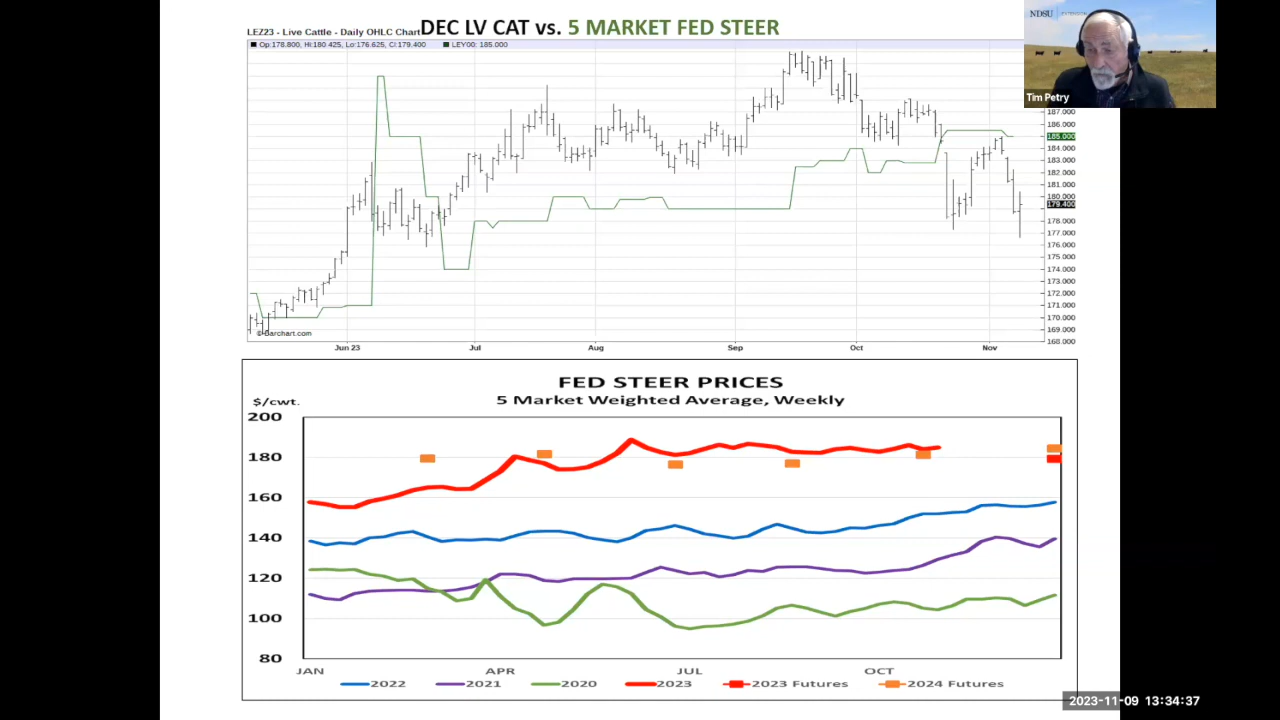 LEZ23 - Live Cattle - Daily OHLC Chart
DEC LV CAT vs. 5 MARKET FED STEER
Op:178.800, Hi:180.425, Lo:176.625, Cl:179.400 LEY00: 185.000
NDSU EXTENSION
Tim Petry
187.000
186.000
185.000
184.000
183.000
182.000
181.000
180.000
179.400
178.000
177.000
176.000
175.000
174.000
173.000
172.000
171.000
170.000
169.000
168.000
© Barchart.com
Jun 23 Jul Aug Sep Oct Nov
FED STEER PRICES
5 Market Weighted Average, Weekly
$/cwt.
200
180
160
140
120
100
80
JAN APR JUL OCT
2022 2021 2020 2023 2023 Futures 2024 Futures
2023-11-09 13:34:37